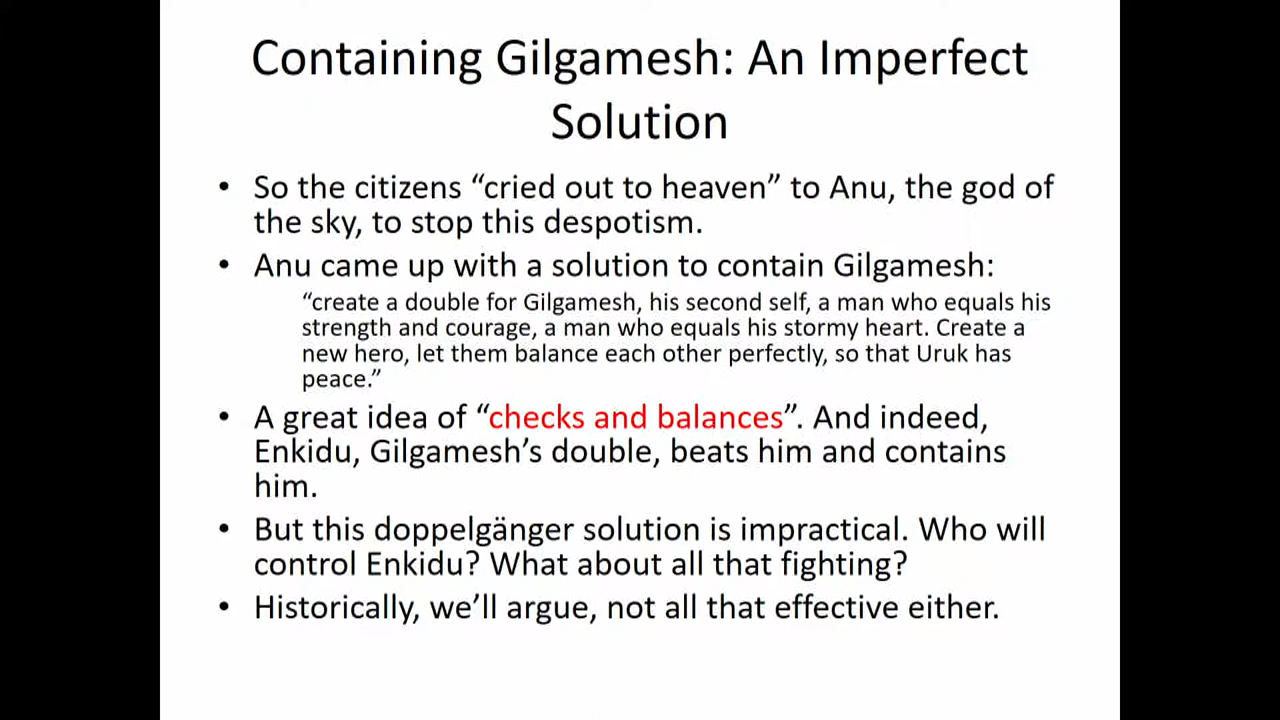 Containing Gilgamesh: An Imperfect
Solution
• So the citizens “cried out to heaven” to Anu, the god of
the sky, to stop this despotism.
• Anu came up with a solution to contain Gilgamesh:
“create a double for Gilgamesh, his second self, a man who equals his
strength and courage, a man who equals his stormy heart. Create a
new hero, let them balance each other perfectly, so that Uruk has
peace.”
• A great idea of “checks and balances”. And indeed,
Enkidu, Gilgamesh’s double, beats him and contains
him.
• But this doppelgänger solution is impractical. Who will
control Enkidu? What about all that fighting?
• Historically, we’ll argue, not all that effective either.